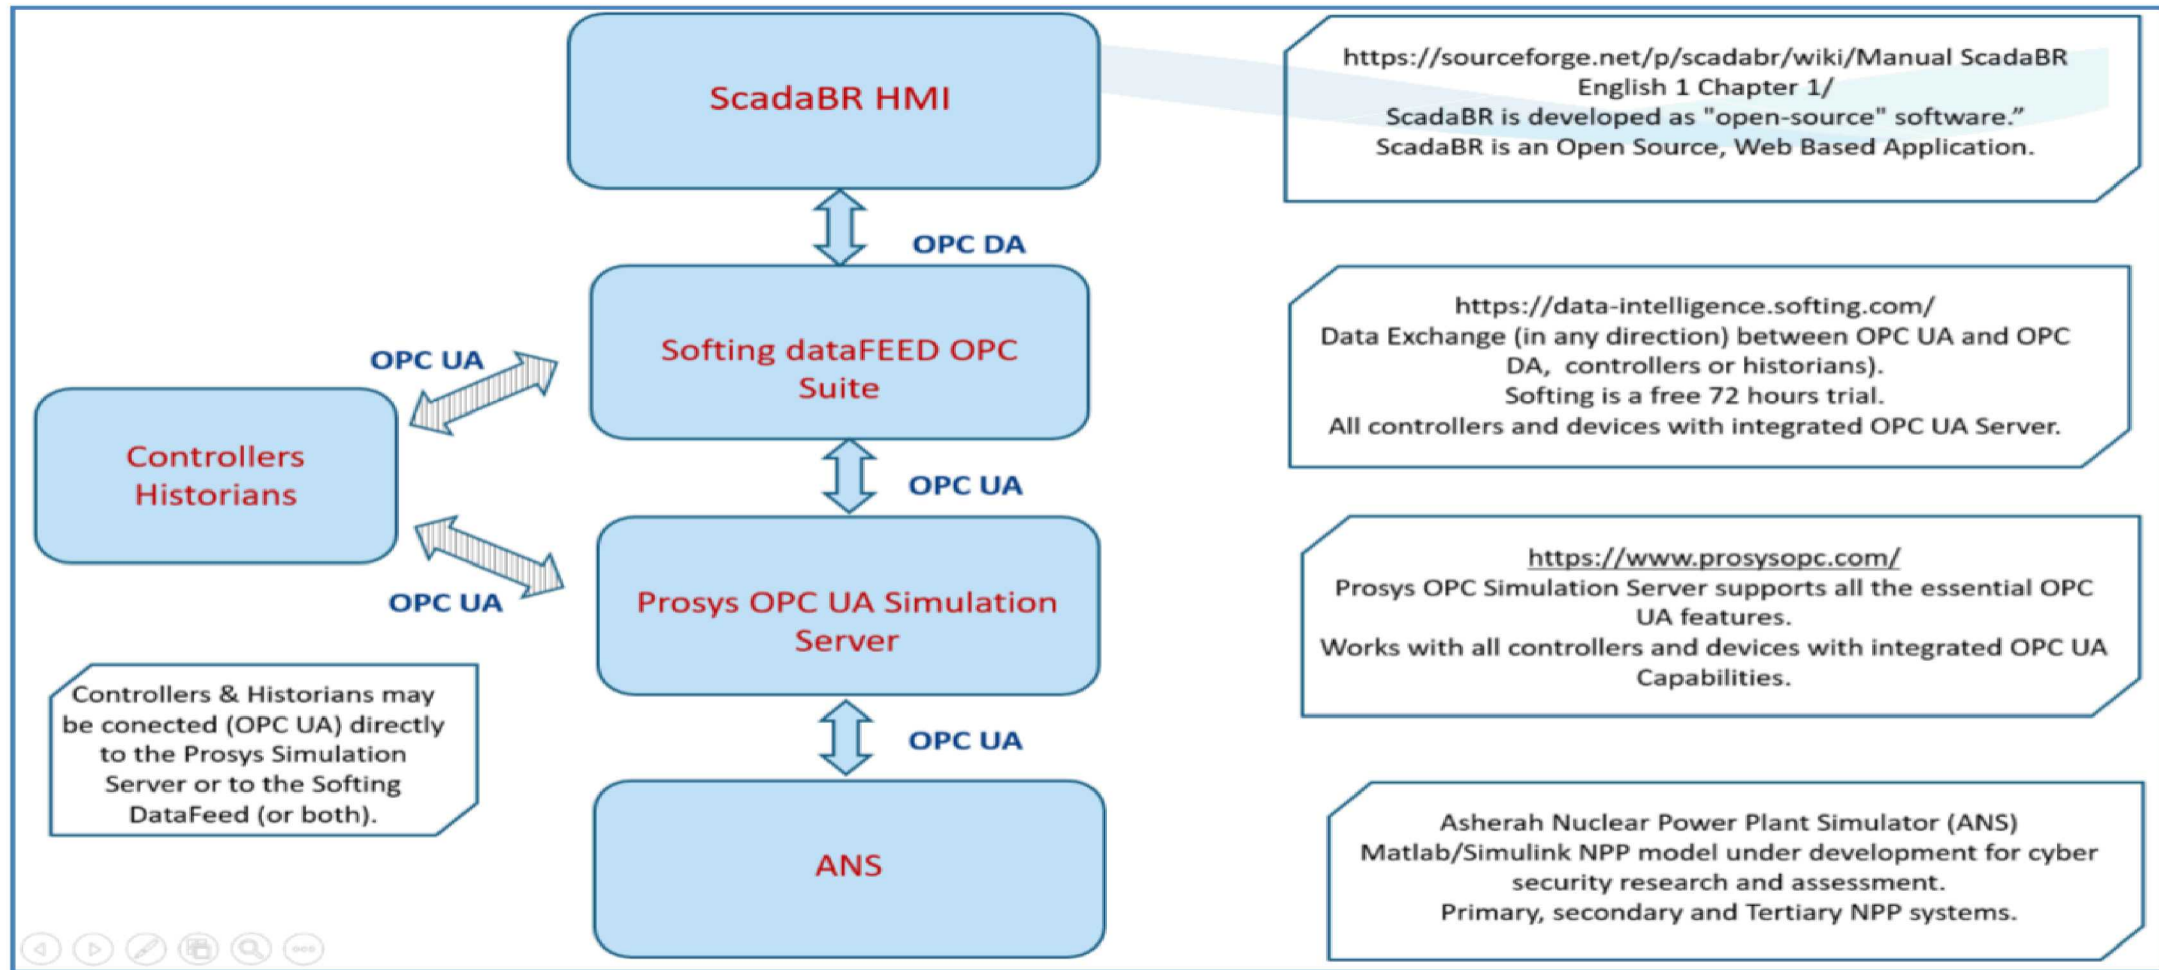 ScadaBR HMI
https://sourceforge.net/p/scadabr/wiki/Manual ScadaBR
English 1 Chapter 1/
ScadaBR is developed as "open-source" software.”
ScadaBR is an Open Source, Web Based Application.
OPC DA
Softing dataFEED OPC
Suite
https://data-intelligence.softing.com/
Data Exchange (in any direction) between OPC UA and OPC
DA, controllers or historians).
Softing is a free 72 hours trial.
All controllers and devices with integrated OPC UA Server.
OPC UA
Controllers
Historians
OPC UA
OPC UA
Prosys OPC UA Simulation
Server
https://www.prosysopc.com/
Prosys OPC Simulation Server supports all the essential OPC
UA features.
Works with all controllers and devices with integrated OPC UA
Capabilities.
Controllers & Historians may
be conected (OPC UA) directly
to the Prosys Simulation
Server or to the Softing
DataFeed (or both).
OPC UA
ANS
Asherah Nuclear Power Plant Simulator (ANS)
Matlab/Simulink NPP model under development for cyber
security research and assessment.
Primary, secondary and Tertiary NPP systems.